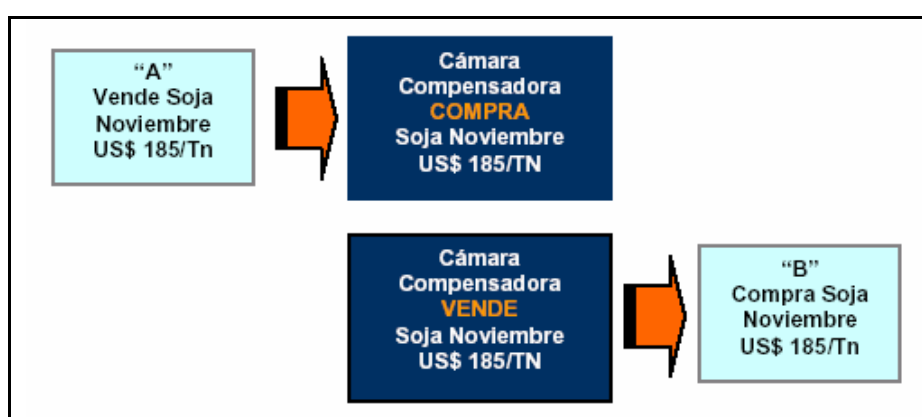 “A”
Vende Soja
Noviembre
US$ 185/Tn
Cámara
Compensadora
COMPRA
Soja Noviembre
US$ 185/TN
Cámara
Compensadora
VENDE
Soja Noviembre
US$ 185/TN
“B”
Compra Soja
Noviembre
US$ 185/Tn